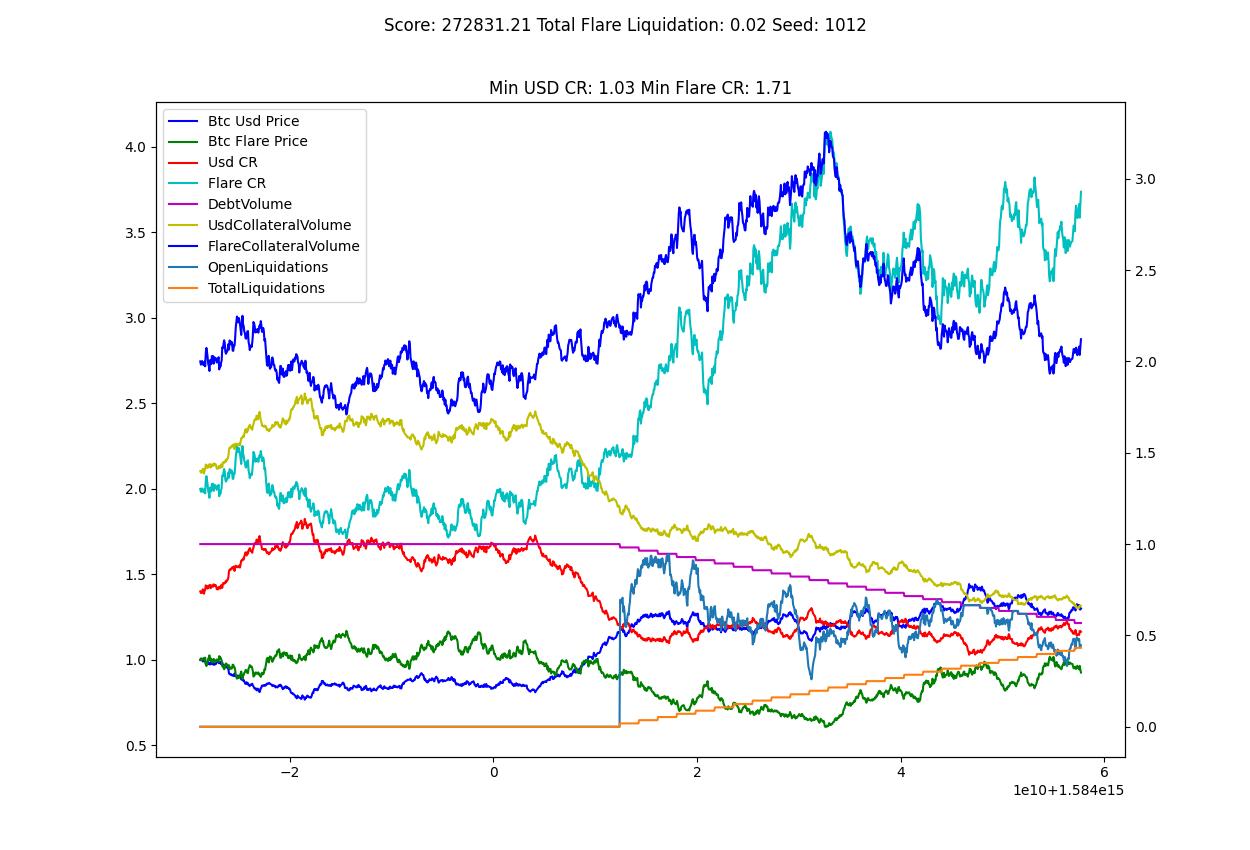 Score: 272831.21 Total Flare Liquidation: 0.02 Seed: 1012
Min USD CR: 1.03 Min Flare CR: 1.71
Btc Usd Price
Btc Flare Price
Usd CR
Flare CR
DebtVolume
UsdCollateralVolume
FlareCollateralVolume
OpenLiquidations
TotalLiquidations
4.0
3.5
3.0
2.5
2.0
1.5
1.0
0.5
3.0
2.5
2.0
1.5
1.0
0.5
0.0
−2 0 2 4 6
1e10+1.584e15